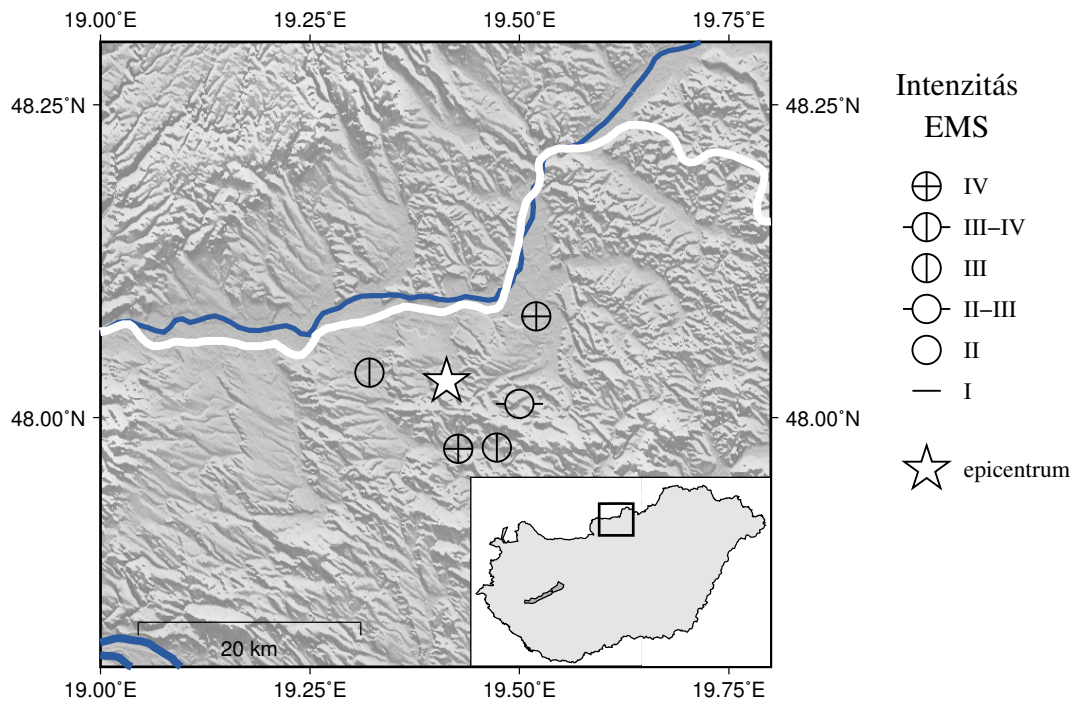 19.00°E 19.25°E 19.50°E 19.75°E
48.25°N 48.25°N
48.00°N 48.00°N
20 km
19.00°E 19.25°E 19.50°E 19.75°E
Intenzitás
EMS
IV
III–IV
III
II–III
II
I
epicentrum